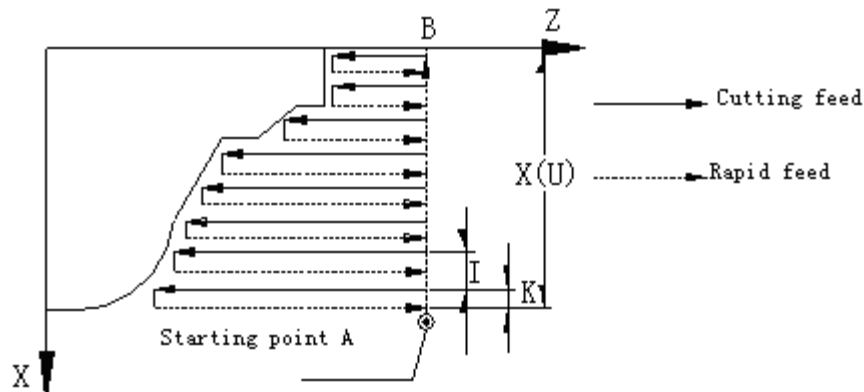 B
Z
Cutting feed
X(U)
Rapid feed
I
K
Starting point A
X